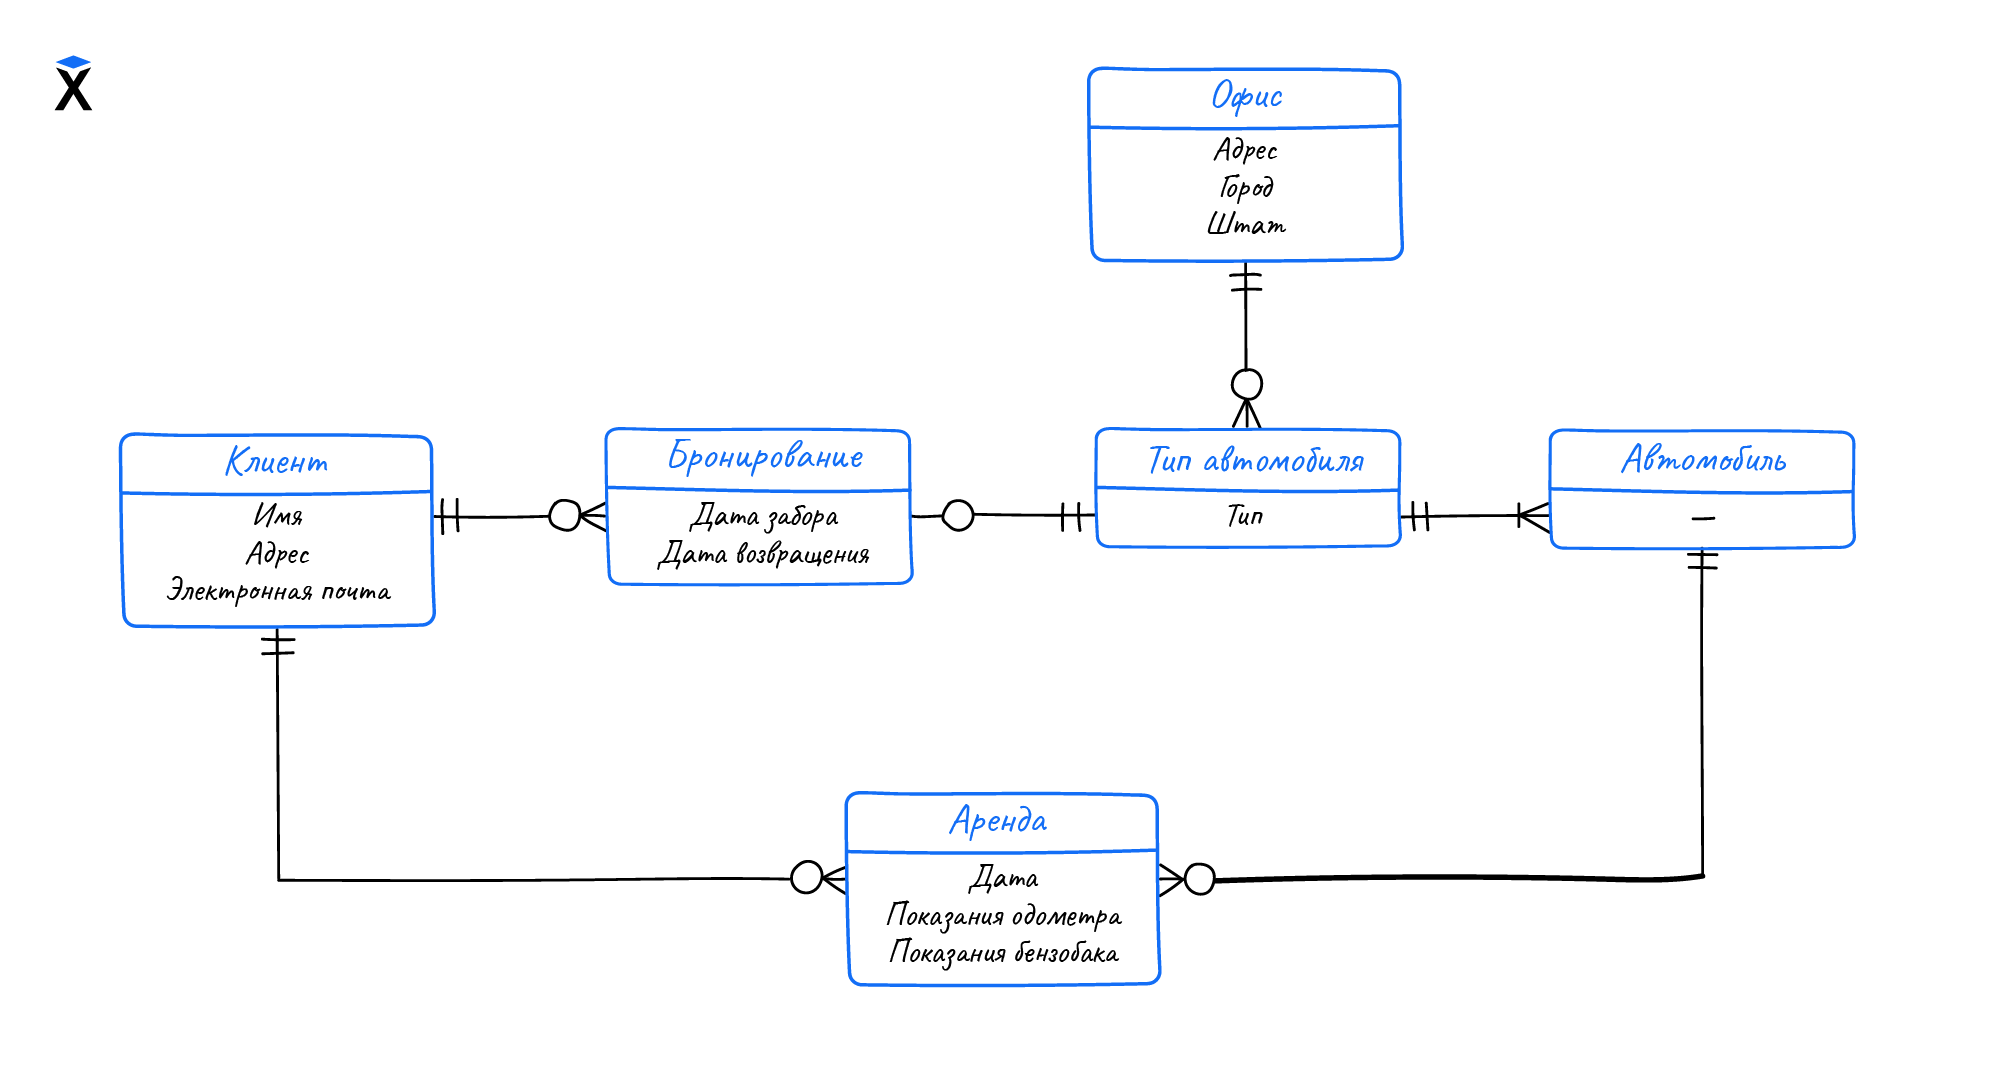 Офис
Адрес
Город
Штат
Клиент
Имя
Адрес
Электронная почта
Бронирование
Дата забора
Дата возвращения
Тип автомобиля
Тип
Автомобиль
—
Аренда
Дата
Показания одометра
Показания бензобака